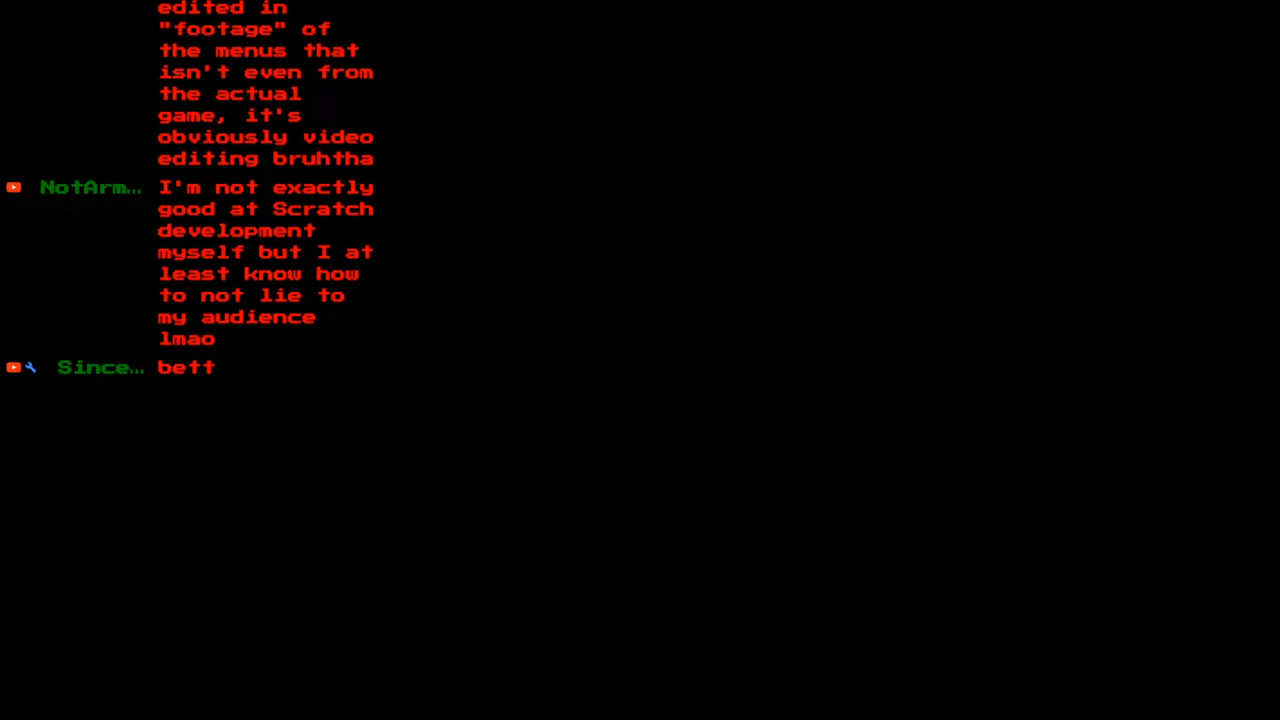 edited in
"footage" of
the menus that
isn't even from
the actual
game, it's
obviously video
editing bruhtha
NotArm… I'm not exactly
good at Scratch
development
myself but I at
least know how
to not lie to
my audience
lmao
Since… bett